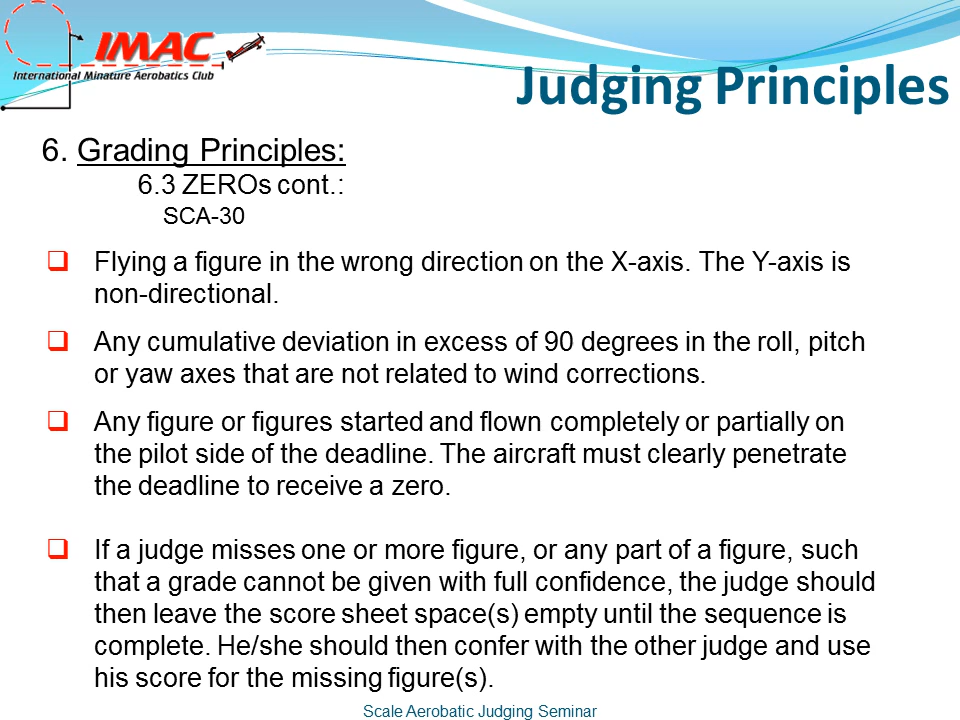 IMAC
International Minature Aerobatics Club
Judging Principles
6. Grading Principles:
6.3 ZEROs cont.:
SCA-30
Flying a figure in the wrong direction on the X-axis. The Y-axis is
non-directional.
Any cumulative deviation in excess of 90 degrees in the roll, pitch
or yaw axes that are not related to wind corrections.
Any figure or figures started and flown completely or partially on
the pilot side of the deadline. The aircraft must clearly penetrate
the deadline to receive a zero.
If a judge misses one or more figure, or any part of a figure, such
that a grade cannot be given with full confidence, the judge should
then leave the score sheet space(s) empty until the sequence is
complete. He/she should then confer with the other judge and use
his score for the missing figure(s).
Scale Aerobatic Judging Seminar